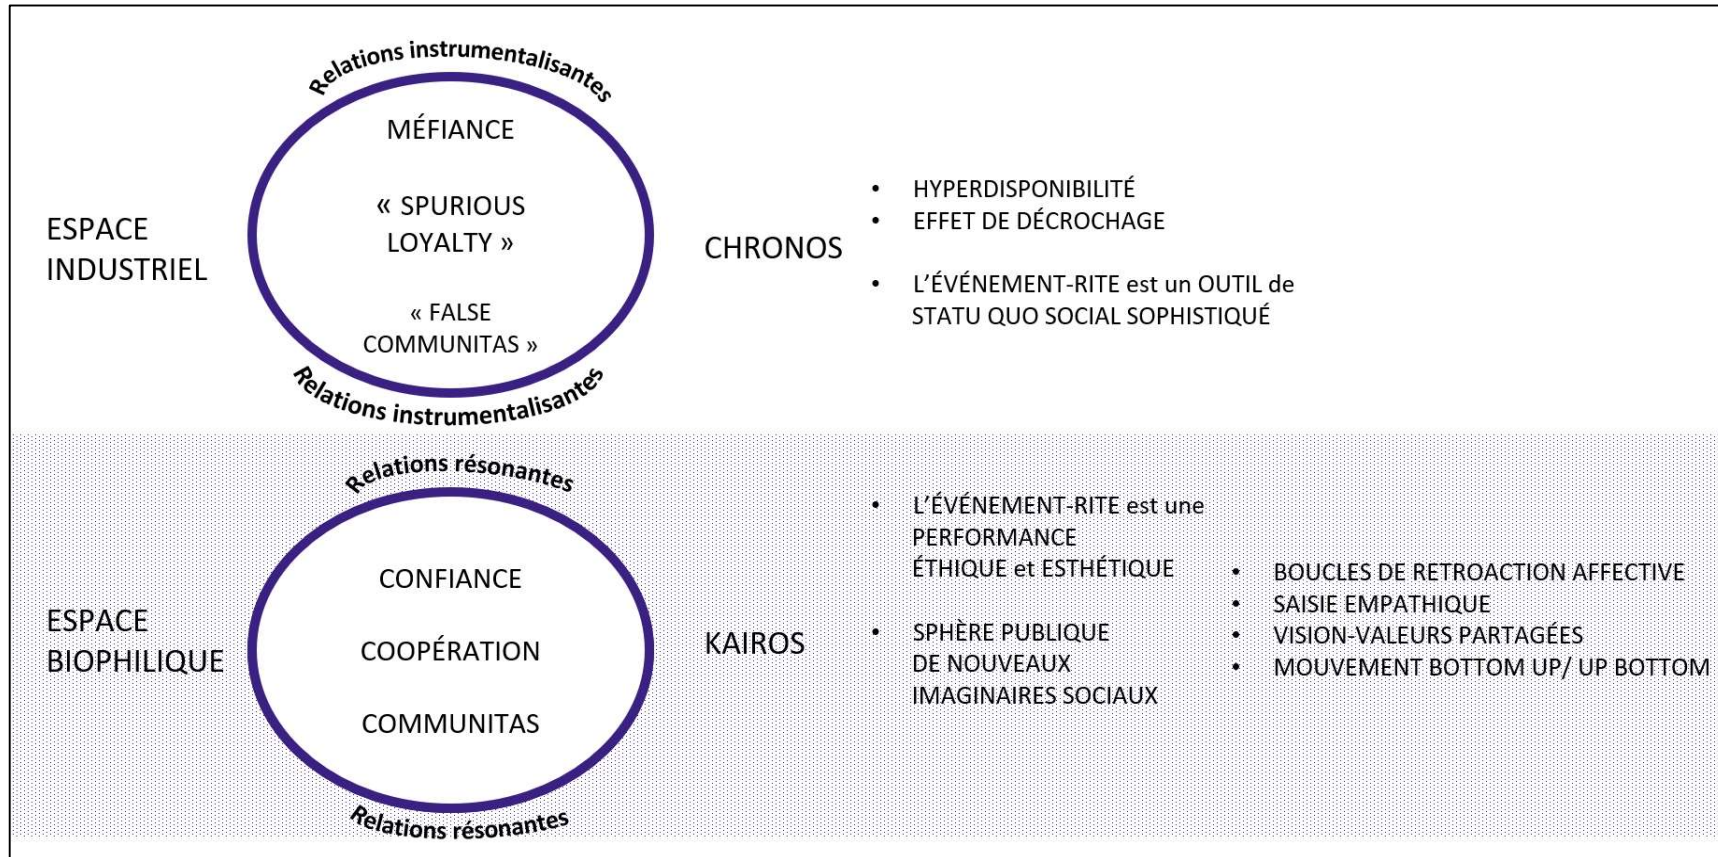 Relations instrumentalisantes
MÉFIANCE
« SPURIOUS
LOYALTY »
« FALSE
COMMUNITAS »
Relations instrumentalisantes
ESPACE
INDUSTRIEL
CHRONOS
• HYPERDISPONIBILITÉ
• EFFET DE DÉCROCHAGE
• L’ÉVÉNEMENT-RITE est un OUTIL de
STATU QUO SOCIAL SOPHISTIQUÉ
Relations résonantes
CONFIANCE
COOPÉRATION
COMMUNITAS
Relations résonantes
ESPACE
BIOPHILIQUE
KAIROS
• L’ÉVÉNEMENT-RITE est une
PERFORMANCE
ÉTHIQUE et ESTHÉTIQUE
• SPHÈRE PUBLIQUE
DE NOUVEAUX
IMAGINAIRES SOCIAUX
• BOUCLES DE RETROACTION AFFECTIVE
• SAISIE EMPATHIQUE
• VISION-VALEURS PARTAGÉES
• MOUVEMENT BOTTOM UP/ UP BOTTOM